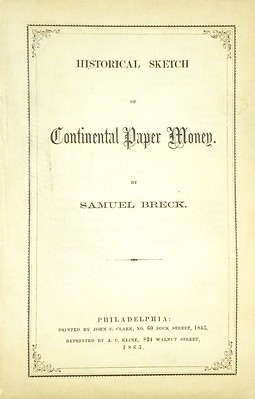 HISTORICAL SKETCH
OF
Continental Paper Money.
BY
SAMUEL BRECK.
PHILADELPHIA:
PRINTED BY JOHN C. CLARK, NO. 60 DOCK STREET, 1843.
REPRINTED BY A. C. KLINE, 824 WALNUT STREET,
1863.